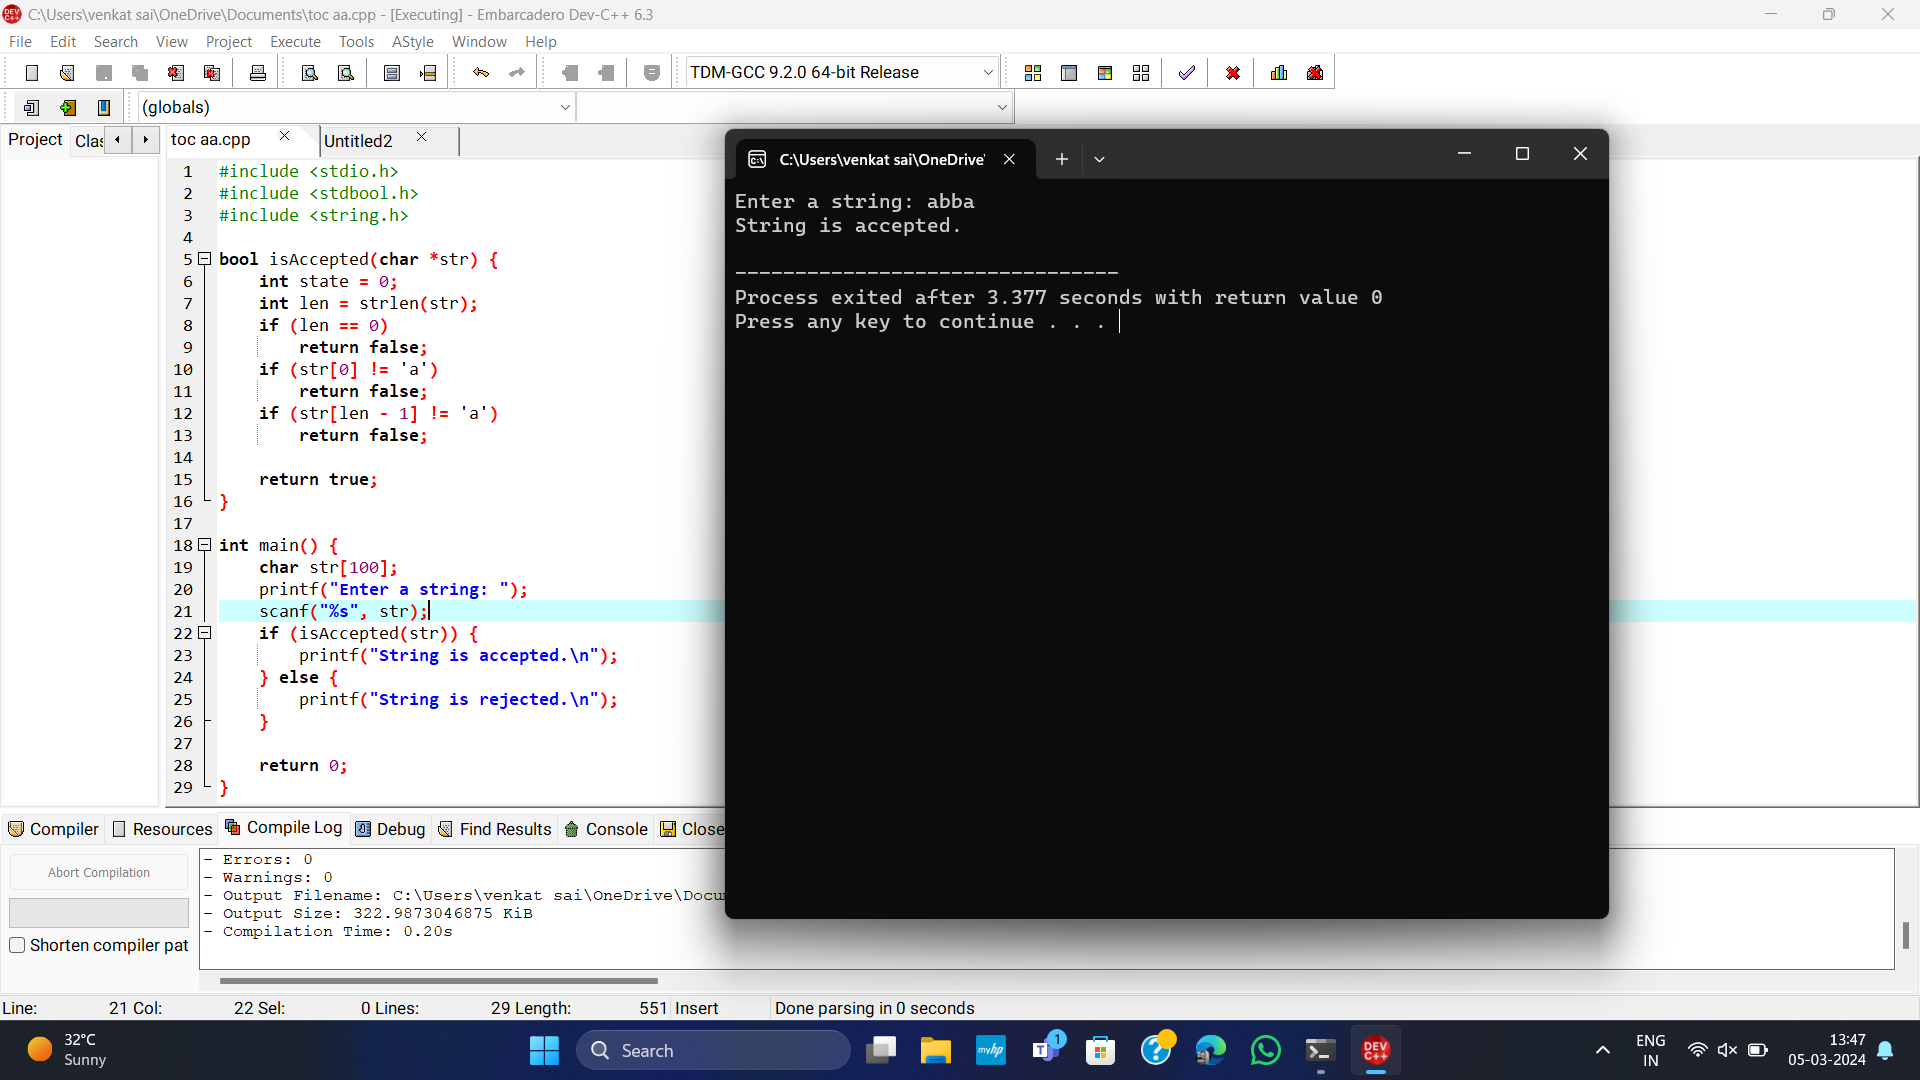 C:\Users\venkat sai\OneDrive\Documents\toc aa.cpp - [Executing] - Embarcadero Dev-C++ 6.3
File Edit Search View Project Execute Tools AStyle Window Help
TDM-GCC 9.2.0 64-bit Release
(globals)
Project Clas toc aa.cpp Untitled2
1 #include <stdio.h>
2 #include <stdbool.h>
3 #include <string.h>
4
5 bool isAccepted(char *str) {
6 int state = 0;
7 int len = strlen(str);
8 if (len == 0)
9 return false;
10 if (str[0] != 'a')
11 return false;
12 if (str[len - 1] != 'a')
13 return false;
14
15 return true;
16 }
17
18 int main() {
19 char str[100];
20 printf("Enter a string: ");
21 scanf("%s", str);
22 if (isAccepted(str)) {
23 printf("String is accepted.\n");
24 } else {
25 printf("String is rejected.\n");
26 }
27
28 return 0;
29 }
C:\Users\venkat sai\OneDrive'
Enter a string: abba
String is accepted.
--------------------------------
Process exited after 3.377 seconds with return value 0
Press any key to continue . . .
Compiler Resources Compile Log Debug Find Results Console Close
Abort Compilation
Shorten compiler pat
- Errors: 0
- Warnings: 0
- Output Filename: C:\Users\venkat sai\OneDrive\Docu
- Output Size: 322.9873046875 KiB
- Compilation Time: 0.20s
Line: 21 Col: 22 Sel: 0 Lines: 29 Length: 551 Insert Done parsing in 0 seconds
32°C
Sunny
Search
myhp
1
DEV
C++
ENG
IN
13:47
05-03-2024